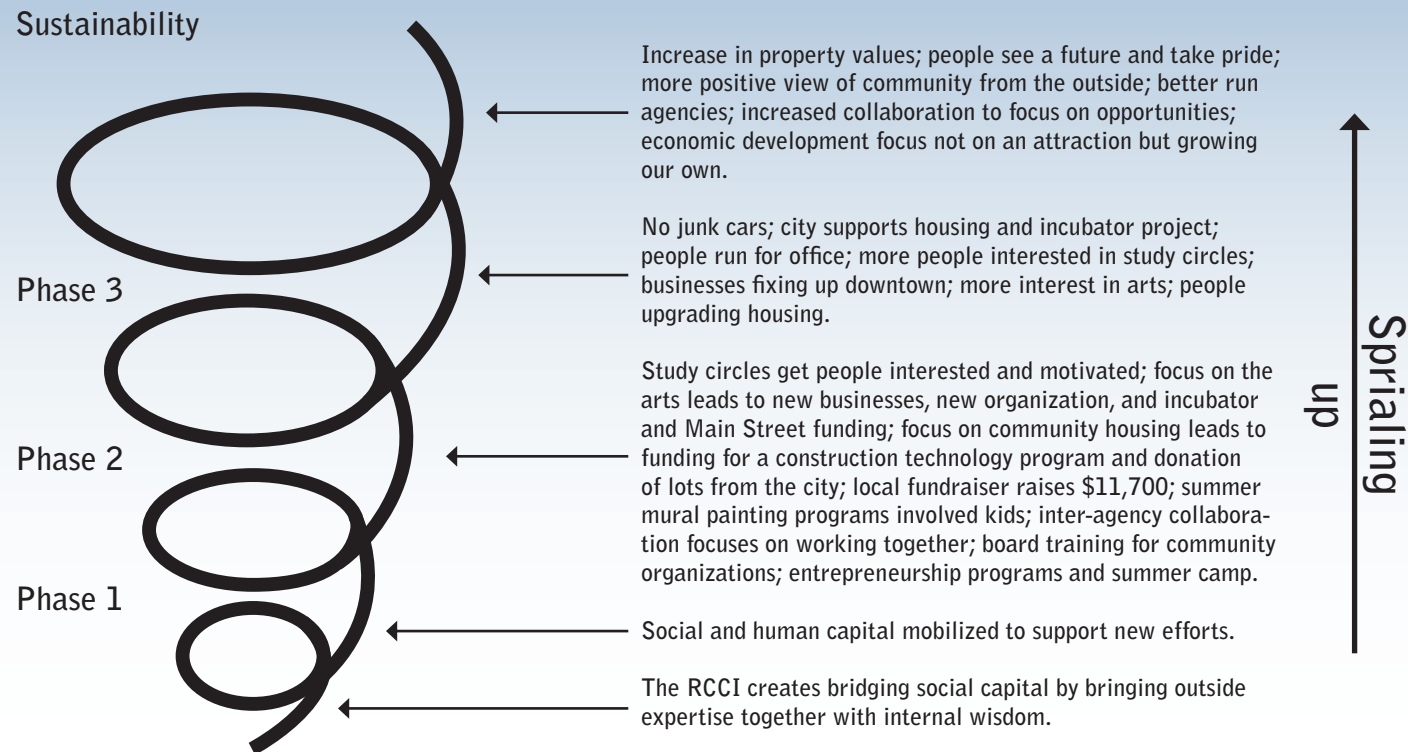 Sustainability
Increase in property values; people see a future and take pride;
more positive view of community from the outside; better run
agencies; increased collaboration to focus on opportunities;
economic development focus not on an attraction but growing
our own.
No junk cars; city supports housing and incubator project;
people run for office; more people interested in study circles;
businesses fixing up downtown; more interest in arts; people
upgrading housing.
Phase 3
Study circles get people interested and motivated; focus on the
arts leads to new businesses, new organization, and incubator
and Main Street funding; focus on community housing leads to
funding for a construction technology program and donation
of lots from the city; local fundraiser raises $11,700; summer
mural painting programs involved kids; inter-agency collabora-
tion focuses on working together; board training for community
organizations; entrepreneurship programs and summer camp.
Phase 2
Phase 1
Social and human capital mobilized to support new efforts.
The RCCI creates bridging social capital by bringing outside
expertise together with internal wisdom.
Sprialing
up